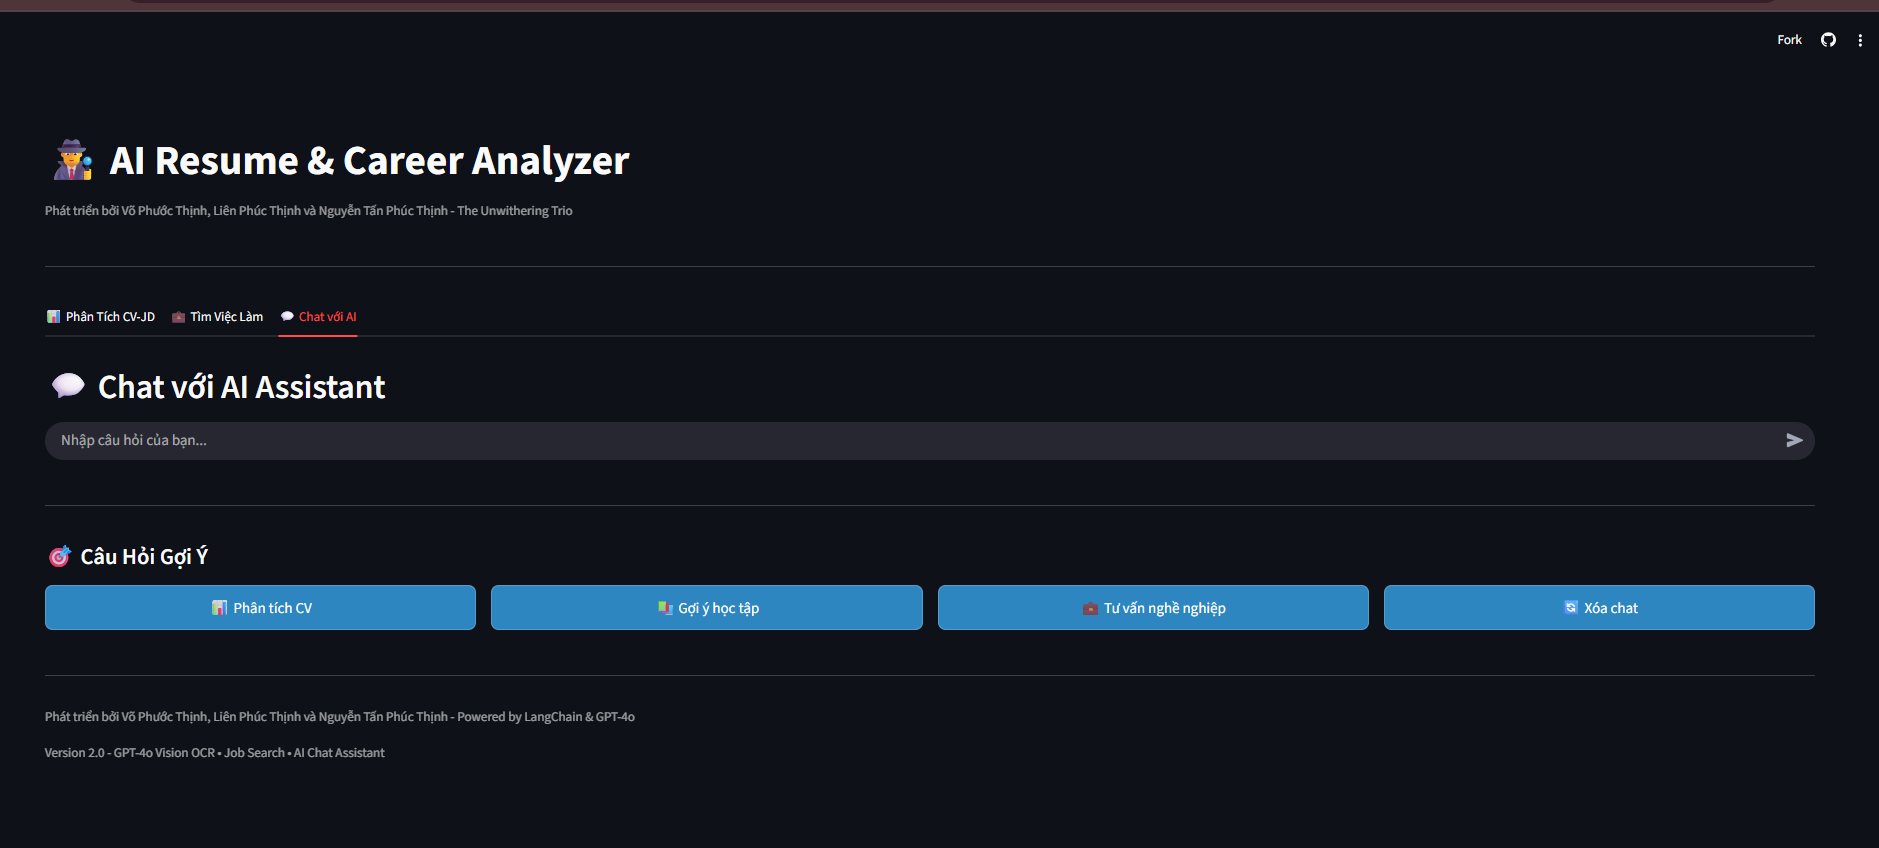 Fork
AI Resume & Career Analyzer
Phát triển bởi Võ Phước Thịnh, Liên Phúc Thịnh và Nguyễn Tấn Phúc Thịnh - The Unwithering Trio
Phân Tích CV-JD Tìm Việc Làm Chat với AI
Chat với AI Assistant
Nhập câu hỏi của bạn...
Câu Hỏi Gợi Ý
Phân tích CV Gợi ý học tập Tư vấn nghề nghiệp Xóa chat
Phát triển bởi Võ Phước Thịnh, Liên Phúc Thịnh và Nguyễn Tấn Phúc Thịnh - Powered by LangChain & GPT-4o
Version 2.0 - GPT-4o Vision OCR • Job Search • AI Chat Assistant